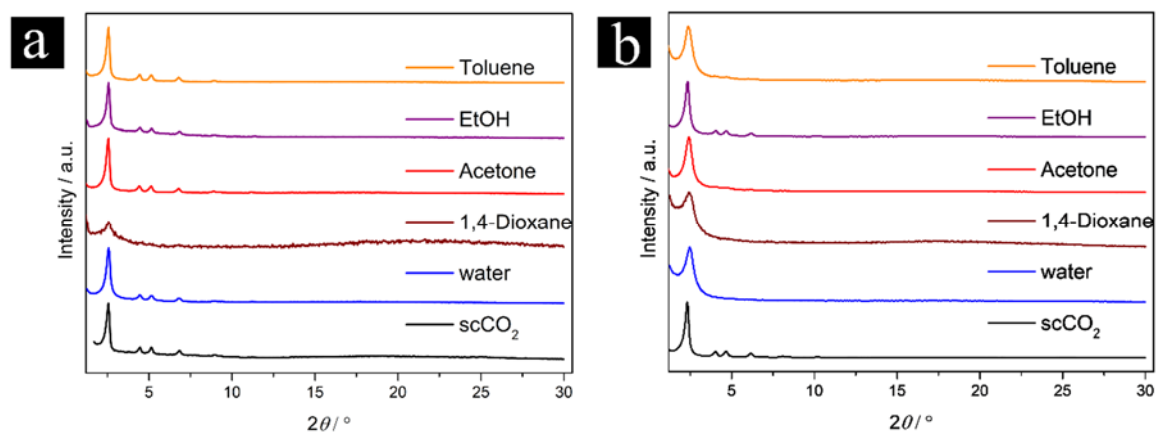 a
Toluene
EtOH
Acetone
1,4-Dioxane
water
scCO₂
Intensity / a.u.
5 10 15 20 25 30
2θ / °
b
Toluene
EtOH
Acetone
1,4-Dioxane
water
scCO₂
Intensity / a.u.
5 10 15 20 25 30
2θ / °